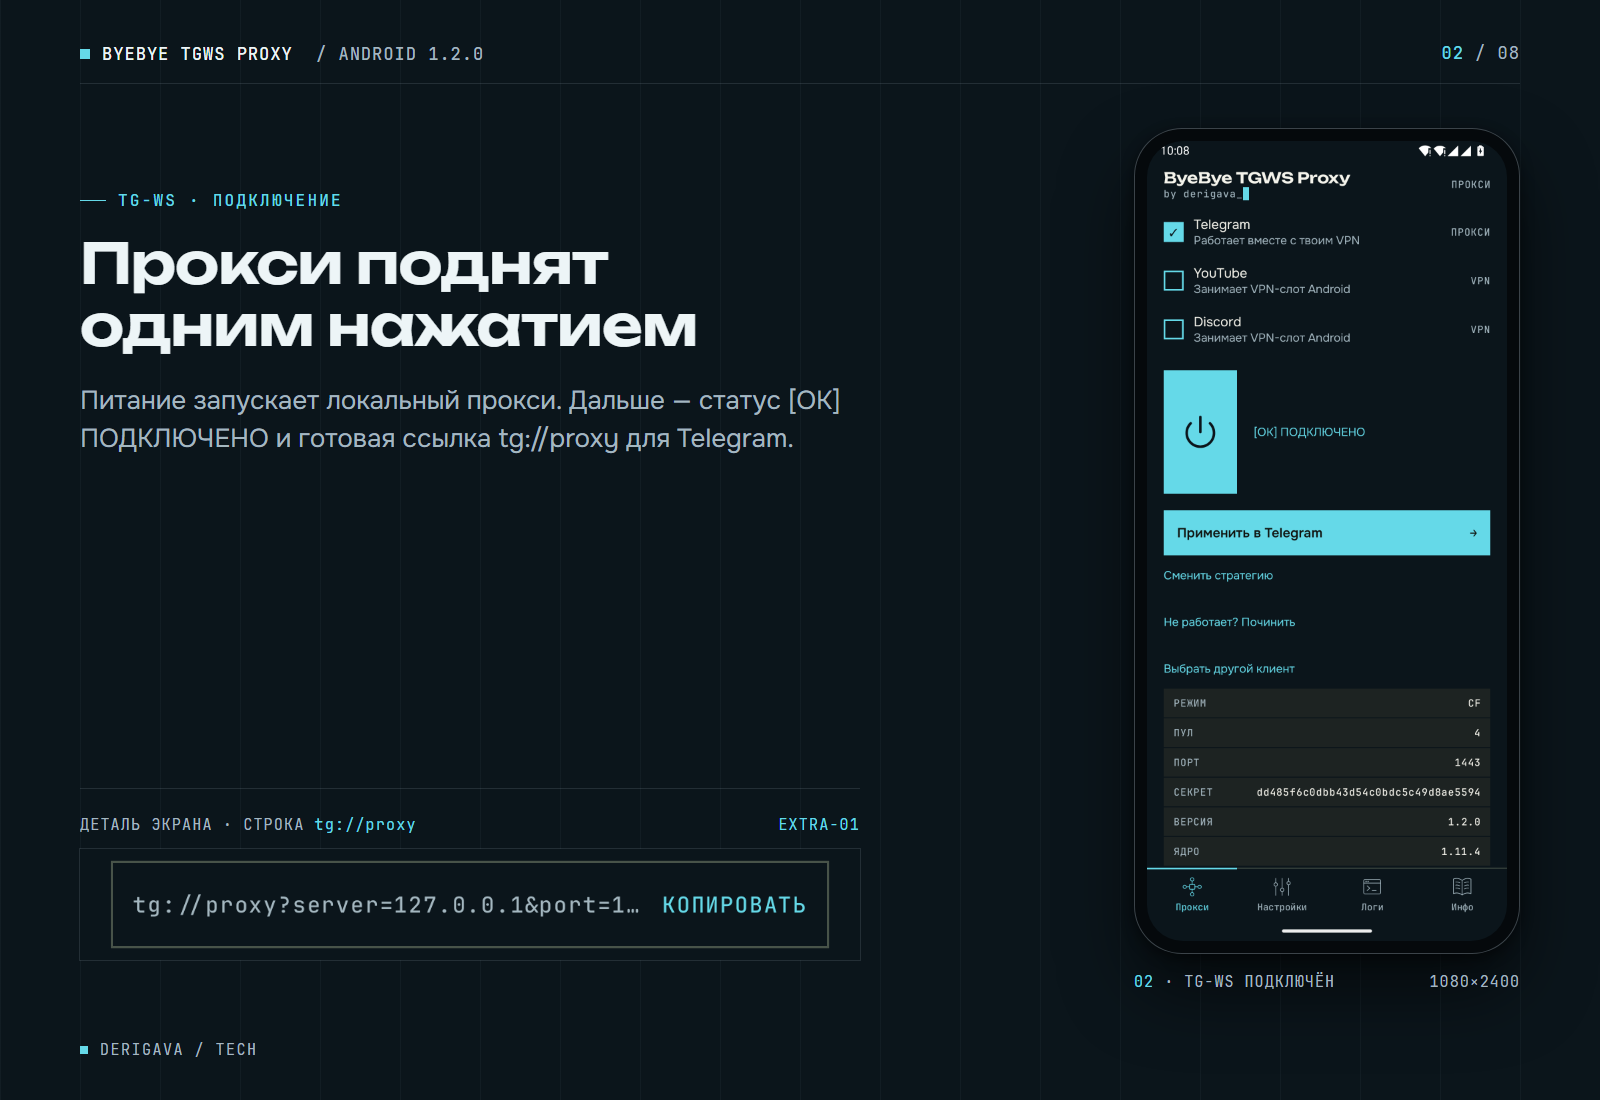 BYEBYE TGWS PROXY / ANDROID 1.2.0
02 / 08
TG-WS · ПОДКЛЮЧЕНИЕ
Прокси поднят
одним нажатием
Питание запускает локальный прокси. Дальше — статус [OK]
ПОДКЛЮЧЕНО и готовая ссылка tg://proxy для Telegram.
ДЕТАЛЬ ЭКРАНА · СТРОКА tg://proxy
EXTRA-01
tg://proxy?server=127.0.0.1&port=1… КОПИРОВАТЬ
10:08
ByeBye TGWS Proxy
by derigava_
ПРОКСИ
Telegram
Работает вместе с твоим VPN
ПРОКСИ
YouTube
Занимает VPN-слот Android
VPN
Discord
Занимает VPN-слот Android
VPN
[OK] ПОДКЛЮЧЕНО
Применить в Telegram →
Сменить стратегию
Не работает? Починить
Выбрать другой клиент
РЕЖИМ CF
ПУЛ 4
ПОРТ 1443
СЕКРЕТ dd485f6c0dbb43d54c0bdc5c49d8ae5594
ВЕРСИЯ 1.2.0
ЯДРО 1.11.4
Прокси Настройки Логи Инфо
02 · TG-WS ПОДКЛЮЧЁН
1080×2400
DERIGAVA / TECH